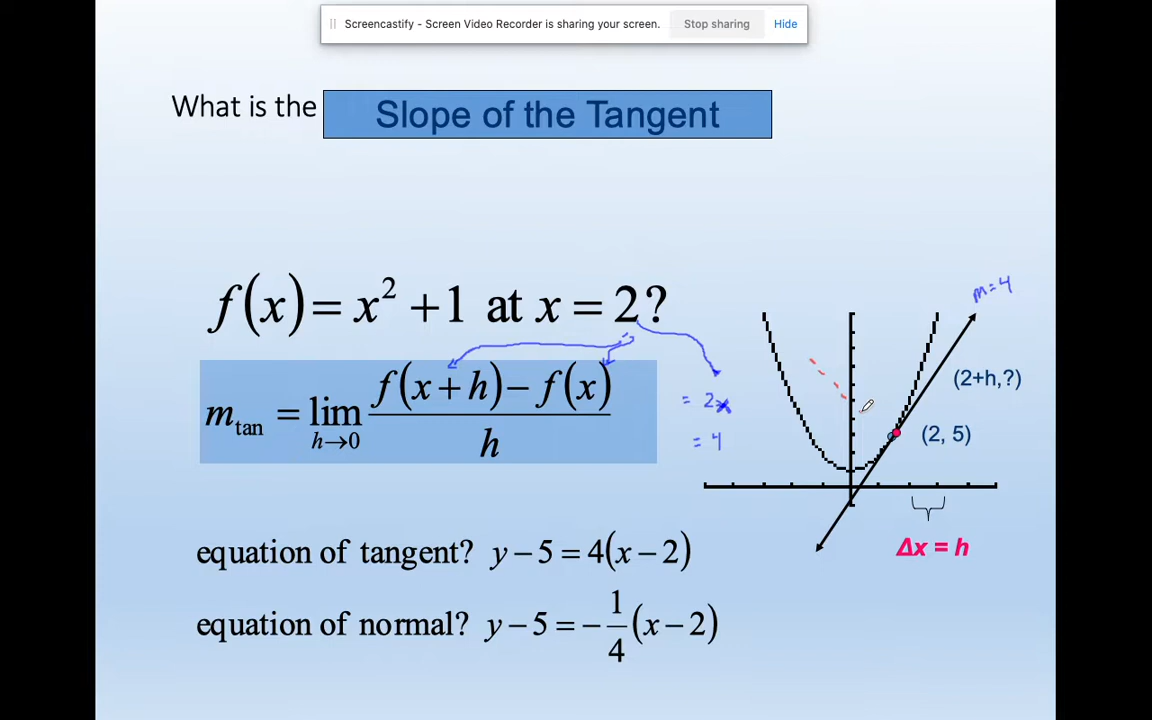 Screencastify - Screen Video Recorder is sharing your screen. Stop sharing Hide
What is the Slope of the Tangent
f(x) = x² + 1 at x = 2?
m=4
m_tan = lim_{h→0} (f(x+h) − f(x)) / h
= 2x
= 4
(2+h,?)
(2, 5)
Δx = h
equation of tangent? y − 5 = 4(x − 2)
equation of normal? y − 5 = −1/4(x − 2)